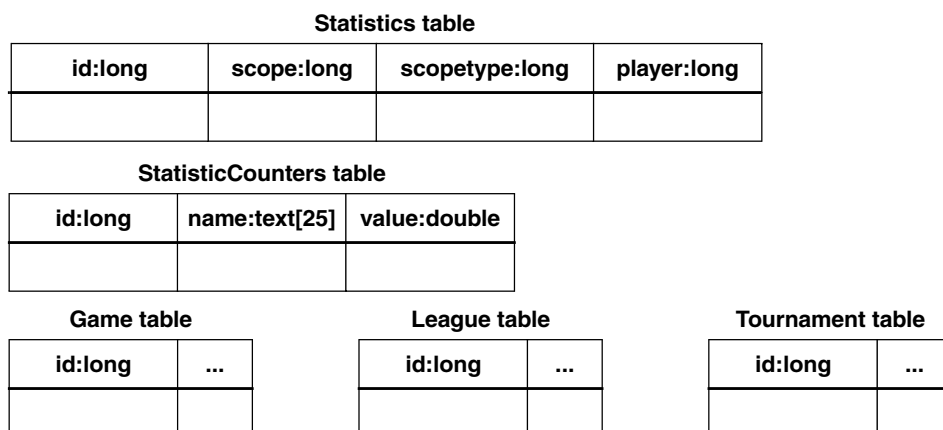 Statistics table
id:long scope:long scopetype:long player:long
StatisticCounters table
id:long name:text[25] value:double
Game table League table Tournament table
id:long ... id:long ... id:long ...